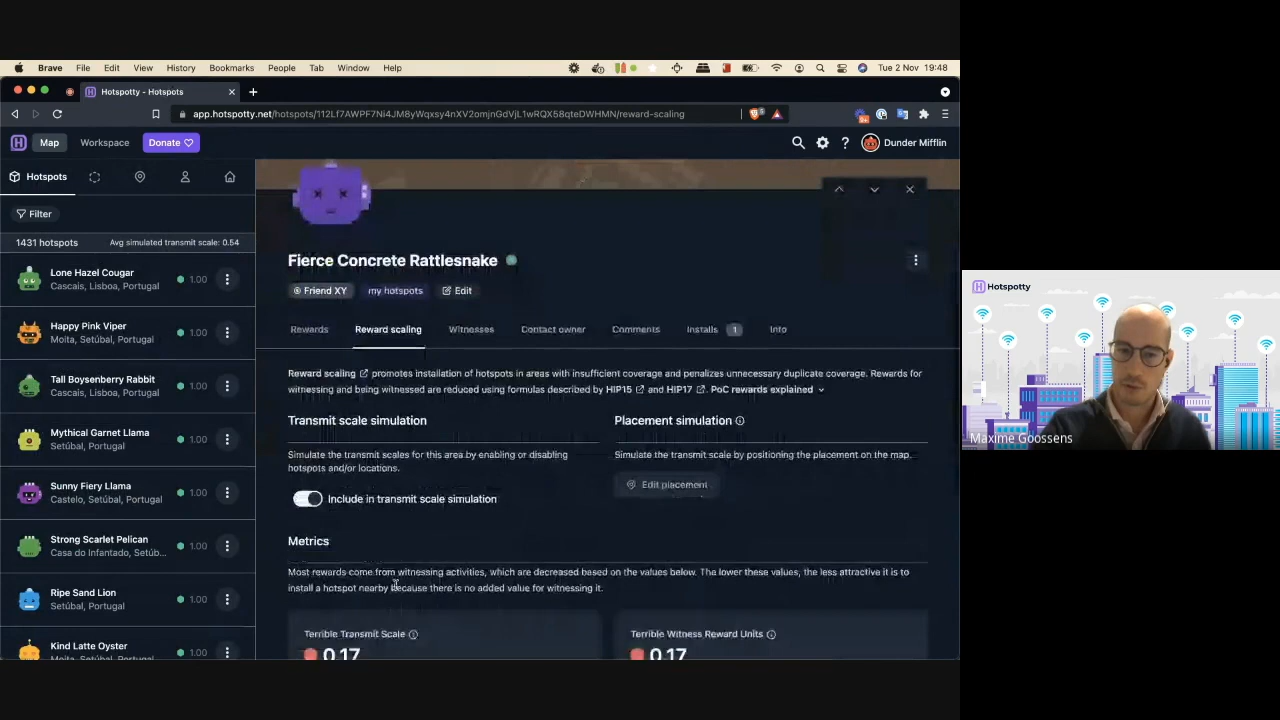 Brave File Edit View History Bookmarks People Tab Window Help Tue 2 Nov 19:48
Hotspotty - Hotspots
app.hotspotty.net/hotspots/112Lf7AWPF7Ni4JM8yWqxsy4nXV2omjnGdVjL1wRQX58qteDWHMN/reward-scaling
Map Workspace Donate Dunder Mifflin
Hotspots
Filter
1431 hotspots Avg simulated transmit scale: 0.54
Lone Hazel Cougar 1.00
Cascais, Lisboa, Portugal
Happy Pink Viper 1.00
Moita, Setúbal, Portugal
Tall Boysenberry Rabbit 1.00
Cascais, Lisboa, Portugal
Mythical Garnet Llama 1.00
Setúbal, Portugal
Sunny Fiery Llama 1.00
Castelo, Setúbal, Portugal
Strong Scarlet Pelican 1.00
Casa do Infantado, Setúb...
Ripe Sand Lion 1.00
Setúbal, Portugal
Kind Latte Oyster 1.00
Moita, Setúbal, Portugal
Fierce Concrete Rattlesnake
Friend XY my hotspots Edit
Rewards Reward scaling Witnesses Contact owner Comments Installs 1 Info
Reward scaling promotes installation of hotspots in areas with insufficient coverage and penalizes unnecessary duplicate coverage. Rewards for
witnessing and being witnessed are reduced using formulas described by HIP15 and HIP17. PoC rewards explained
Transmit scale simulation
Simulate the transmit scales for this area by enabling or disabling
hotspots and/or locations.
Include in transmit scale simulation
Placement simulation
Simulate the transmit scale by positioning the placement on the map.
Edit placement
Metrics
Most rewards come from witnessing activities, which are decreased based on the values below. The lower these values, the less attractive it is to
install a hotspot nearby because there is no added value for witnessing it.
Terrible Transmit Scale
0.17
Terrible Witness Reward Units
0.17
Hotspotty
Maxime Goossens